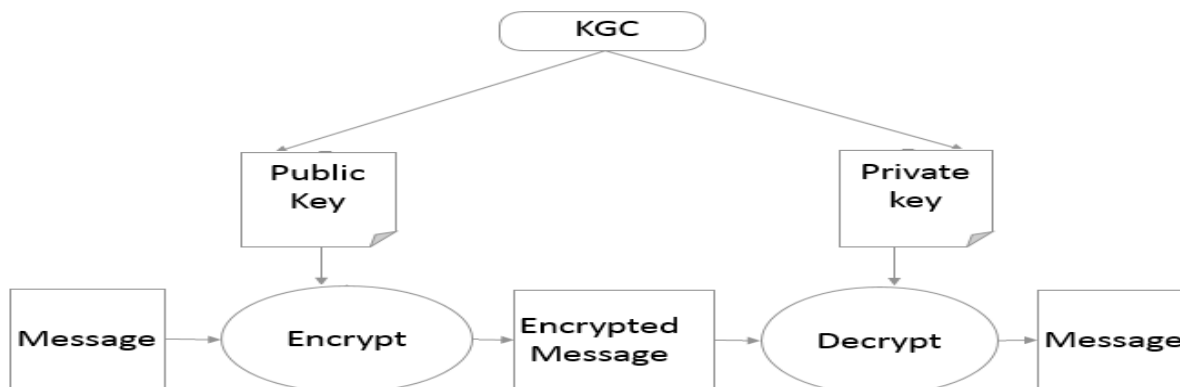 KGC
Public
Key
Private
key
Message
Encrypt
Encrypted
Message
Decrypt
Message